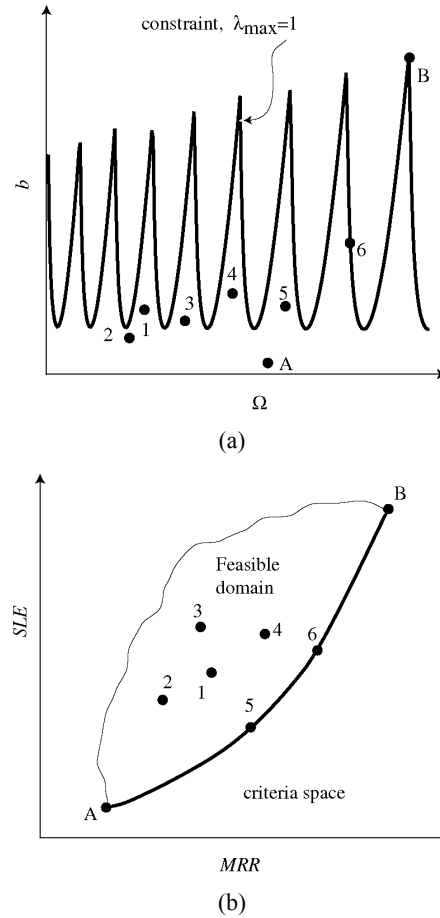 constraint, λmax=1
B
b
6
4
5
3
1
2
A
Ω
(a)
B
Feasible
domain
SLE
3
4
6
2
1
5
A
criteria space
MRR
(b)